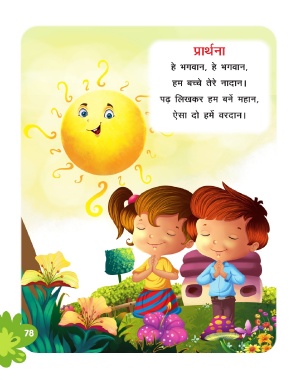 प्रार्थना
हे भगवान, हे भगवान,
हम बच्चे तेरे नादान।
पढ़ लिखकर हम बनें महान,
ऐसा दो हमें वरदान।
78